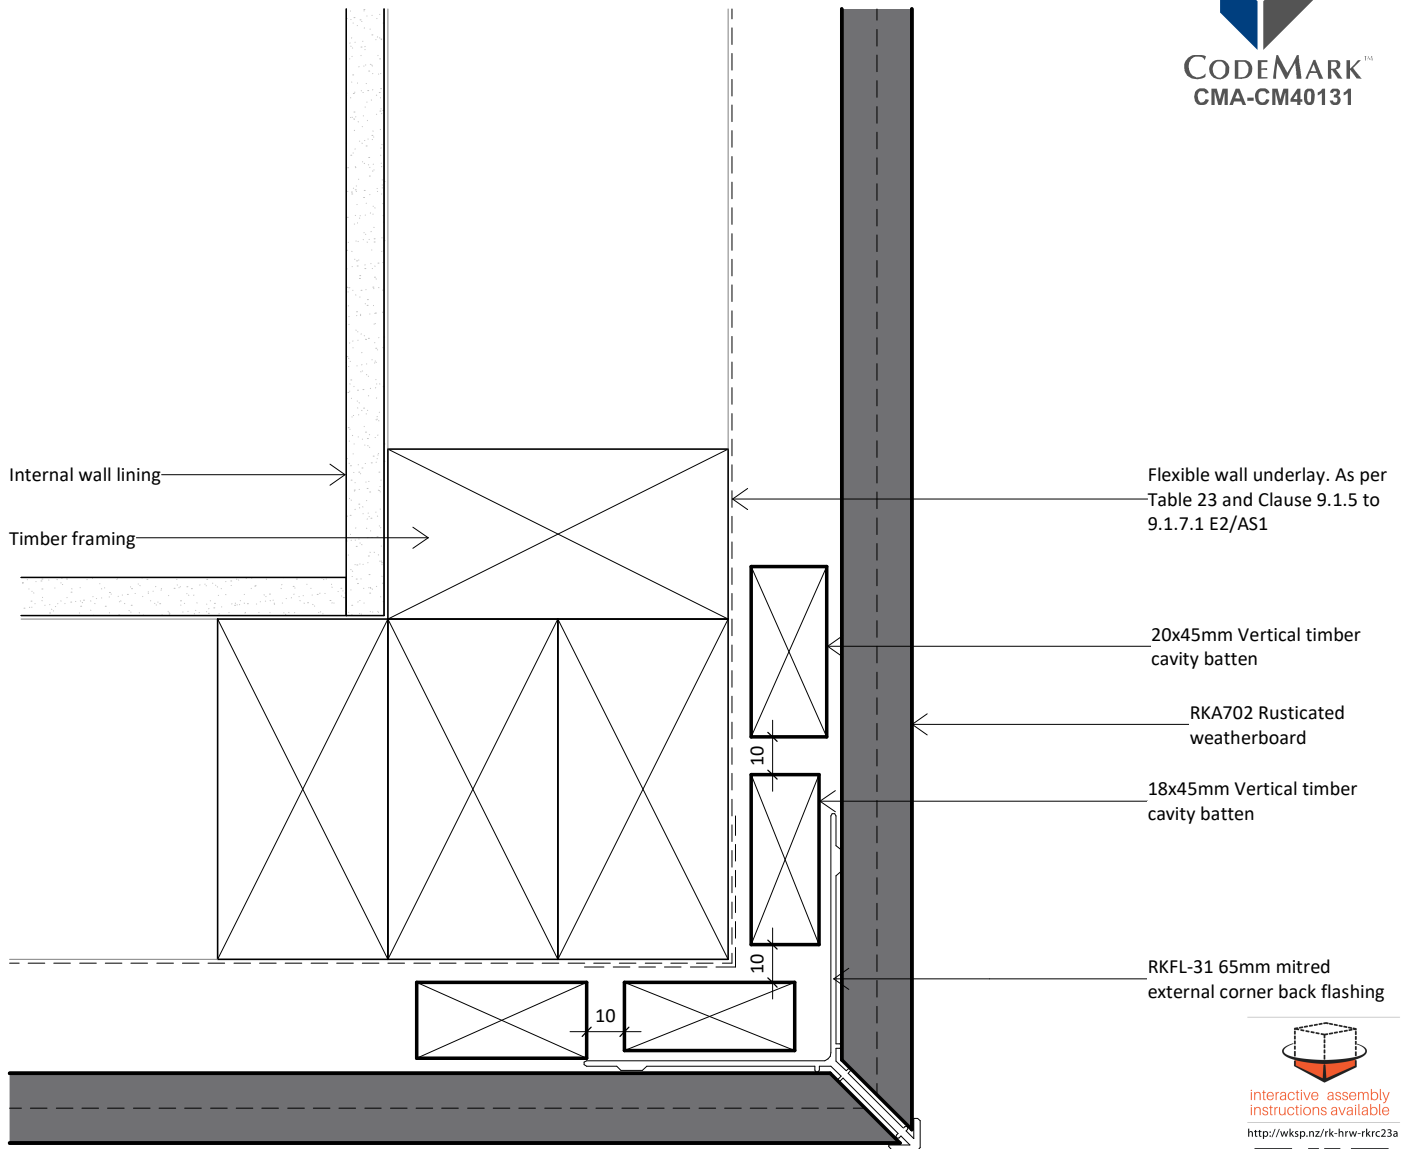 CODEMARK™
CMA-CM40131
Internal wall lining
Timber framing
Flexible wall underlay. As per
Table 23 and Clause 9.1.5 to
9.1.7.1 E2/AS1
20x45mm Vertical timber
cavity batten
RKA702 Rusticated
weatherboard
10
18x45mm Vertical timber
cavity batten
10
RKFL-31 65mm mitred
external corner back flashing
10
interactive assembly
instructions available
http://wksp.nz/rk-hrw-rkrc23a